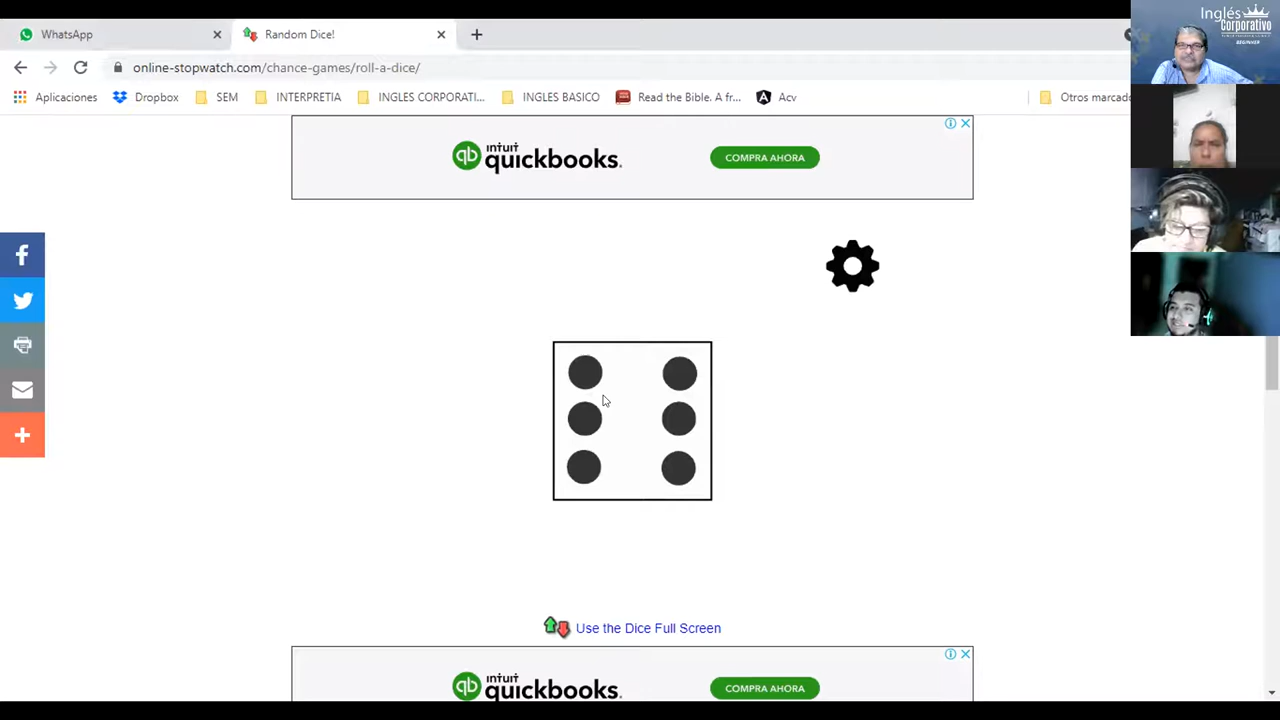 WhatsApp
Random Dice!
online-stopwatch.com/chance-games/roll-a-dice/
Aplicaciones
Dropbox
SEM
INTERPRETIA
INGLES CORPORATI...
INGLES BASICO
Read the Bible. A fr...
Acv
Otros marcado
Inglés
Corporativo
BEGINNER
intuit
quickbooks.
COMPRA AHORA
Use the Dice Full Screen
intuit
quickbooks.
COMPRA AHORA